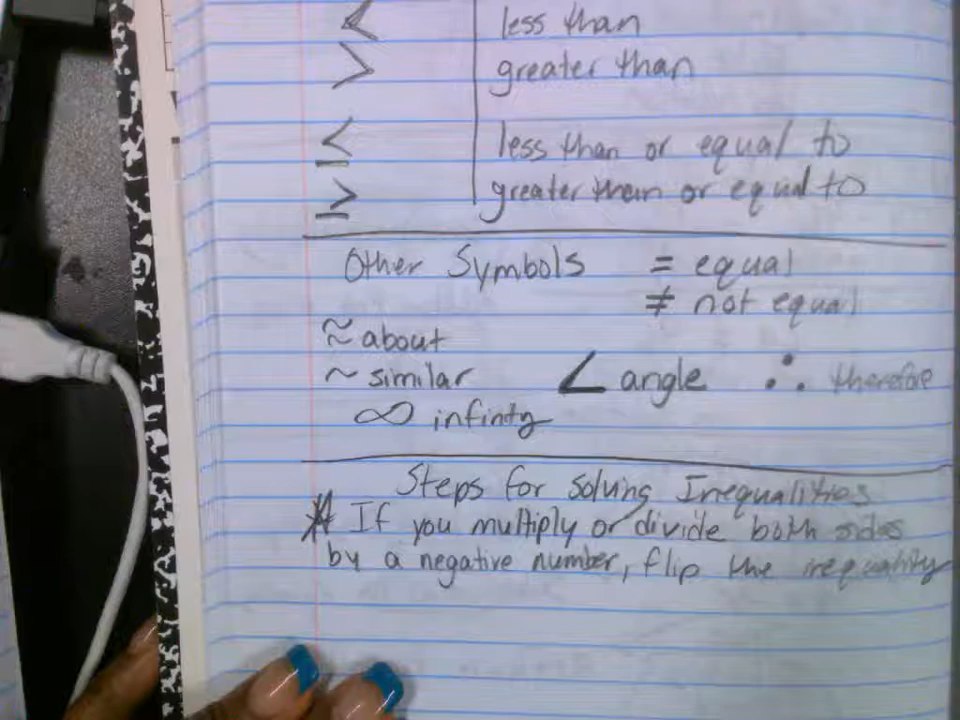 < less than
> greater than
≤ less than or equal to
≥ greater than or equal to
Other Symbols = equal
≠ not equal
≈ about
~ similar ∠ angle ∴ therefore
∞ infinty
Steps for solving Inequalities
* If you multiply or divide both sides
by a negative number, flip the inequality